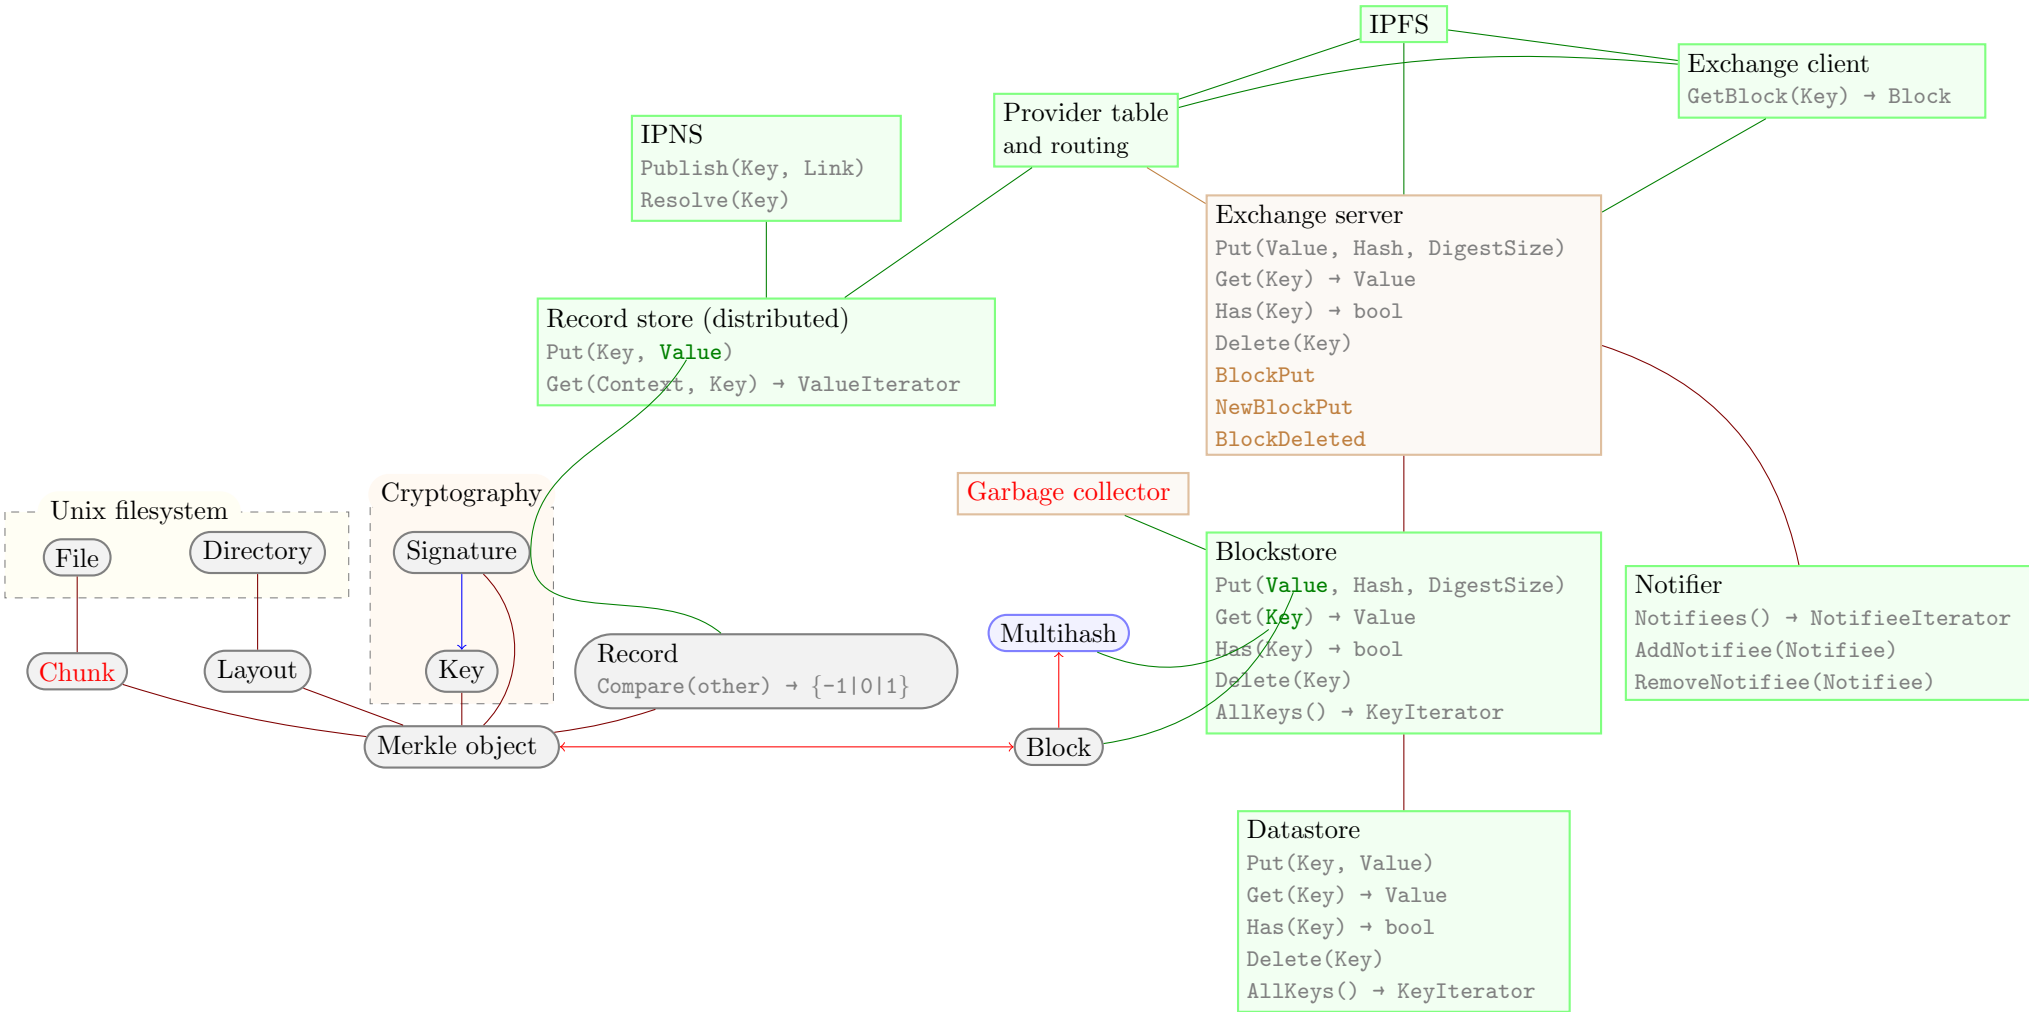 IPFS
Exchange client
GetBlock(Key) → Block
Provider table
and routing
IPNS
Publish(Key, Link)
Resolve(Key)
Exchange server
Put(Value, Hash, DigestSize)
Get(Key) → Value
Has(Key) → bool
Delete(Key)
BlockPut
NewBlockPut
BlockDeleted
Record store (distributed)
Put(Key, Value)
Get(Context, Key) → ValueIterator
Garbage collector
Cryptography
Unix filesystem
File
Directory
Signature
Blockstore
Put(Value, Hash, DigestSize)
Get(Key) → Value
Has(Key) → bool
Delete(Key)
AllKeys() → KeyIterator
Notifier
Notifiees() → NotifieeIterator
AddNotifiee(Notifiee)
RemoveNotifiee(Notifiee)
Multihash
Chunk
Layout
Key
Record
Compare(other) → {-1|0|1}
Merkle object
Block
Datastore
Put(Key, Value)
Get(Key) → Value
Has(Key) → bool
Delete(Key)
AllKeys() → KeyIterator